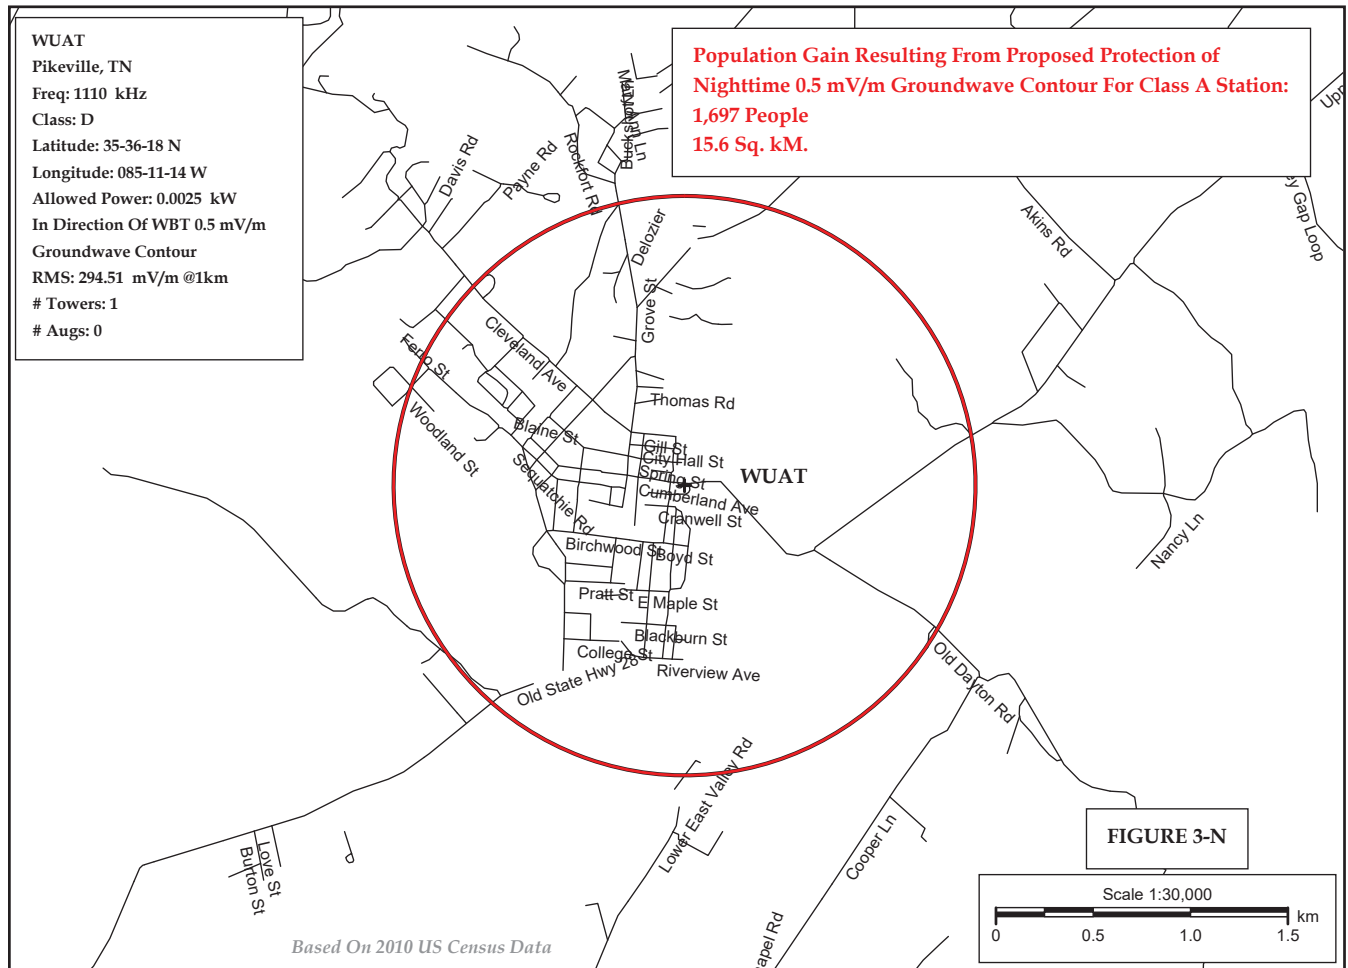 WUAT
Pikeville, TN
Freq: 1110 kHz
Class: D
Latitude: 35-36-18 N
Longitude: 085-11-14 W
Allowed Power: 0.0025 kW
In Direction Of WBT 0.5 mV/m
Groundwave Contour
RMS: 294.51 mV/m @1km
# Towers: 1
# Augs: 0
Population Gain Resulting From Proposed Protection of
Nighttime 0.5 mV/m Groundwave Contour For Class A Station:
1,697 People
15.6 Sq. kM.
Davis Rd
Payne Rd
Rockfort Rd
Delozier
Grove St
Akins Rd
ey Gap Loop
Upp
Cleveland Ave
Ferro St
Woodland St
Blaine St
Thomas Rd
Gill St
City Hall St
Spring St
WUAT
Cumberland Ave
Cranwell St
Sequatchie Rd
Birchwood St
Boyd St
Nancy Ln
Pratt St
E Maple St
Blackburn St
College St
Riverview Ave
Old State Hwy 28
Old Dayton Rd
Lower East Valley Rd
Cooper Ln
Love St
Burton St
apel Rd
FIGURE 3-N
Scale 1:30,000
km
0 0.5 1.0 1.5
Based On 2010 US Census Data